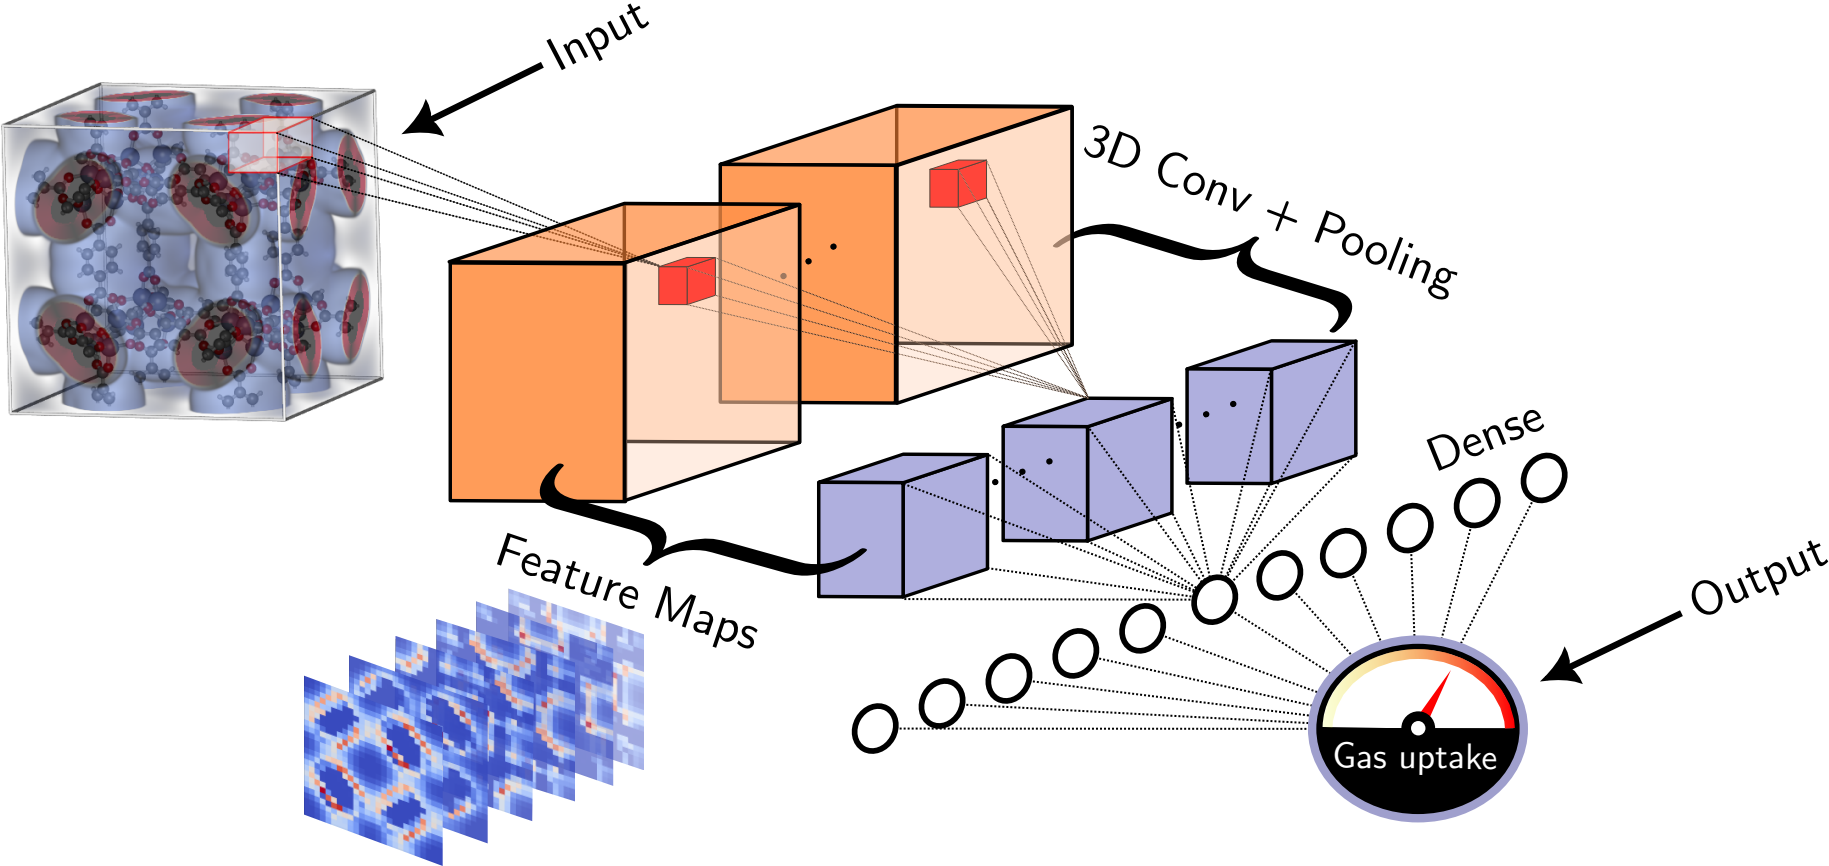 Input
3D Conv + Pooling
Dense
Feature Maps
Output
Gas uptake